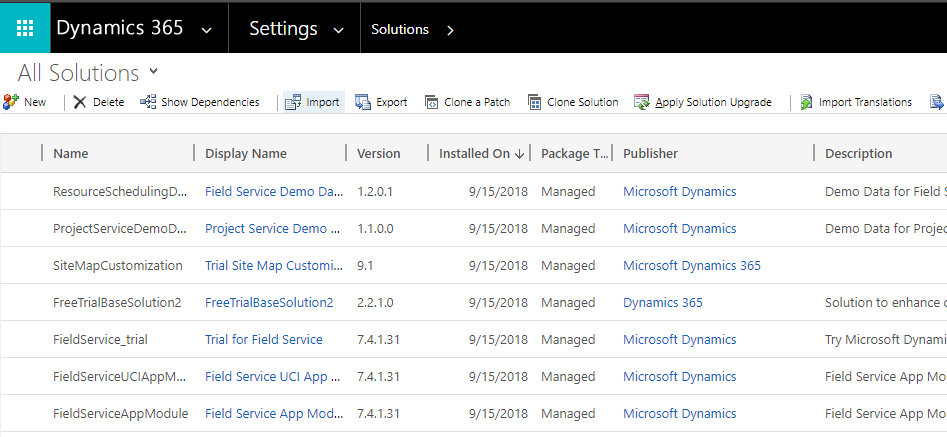 Dynamics 365 Settings Solutions
All Solutions
New Delete Show Dependencies Import Export Clone a Patch Clone Solution Apply Solution Upgrade Import Translations
Name Display Name Version Installed On Package T... Publisher Description
ResourceSchedulingD... Field Service Demo Da... 1.2.0.1 9/15/2018 Managed Microsoft Dynamics Demo Data for Field S
ProjectServiceDemoD... Project Service Demo ... 1.1.0.0 9/15/2018 Managed Microsoft Dynamics Demo Data for Projec
SiteMapCustomization Trial Site Map Customi... 9.1 9/15/2018 Managed Microsoft Dynamics 365
FreeTrialBaseSolution2 FreeTrialBaseSolution2 2.2.1.0 9/15/2018 Managed Dynamics 365 Solution to enhance
FieldService_trial Trial for Field Service 7.4.1.31 9/15/2018 Managed Microsoft Dynamics Try Microsoft Dynami
FieldServiceUCIAppM... Field Service UCI App ... 7.4.1.31 9/15/2018 Managed Microsoft Dynamics Field Service App Mo
FieldServiceAppModule Field Service App Mod... 7.4.1.31 9/15/2018 Managed Microsoft Dynamics Field Service App Mo